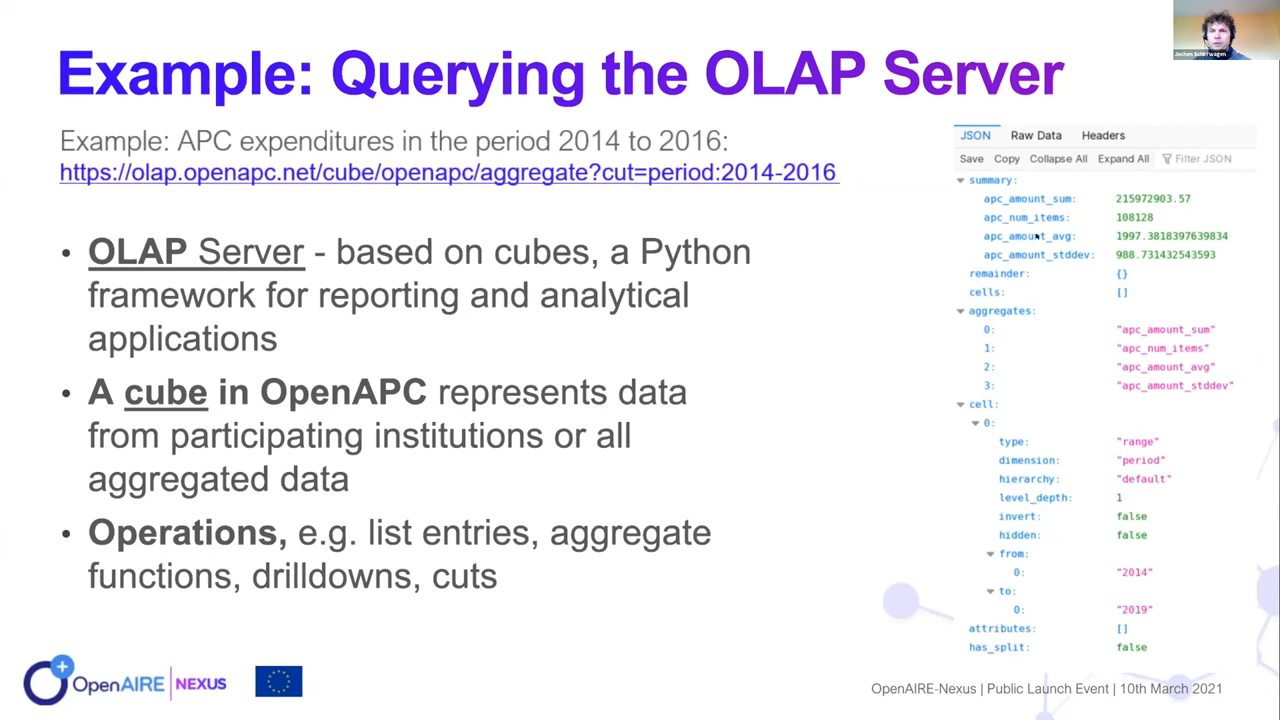 Example: Querying the OLAP Server
Jochen Schirrwagen
Example: APC expenditures in the period 2014 to 2016:
https://olap.openapc.net/cube/openapc/aggregate?cut=period:2014-2016
• OLAP Server - based on cubes, a Python
framework for reporting and analytical
applications
• A cube in OpenAPC represents data
from participating institutions or all
aggregated data
• Operations, e.g. list entries, aggregate
functions, drilldowns, cuts
JSON Raw Data Headers
Save Copy Collapse All Expand All Filter JSON
summary:
apc_amount_sum: 215972903.57
apc_num_items: 108128
apc_amount_avg: 1997.3818397639834
apc_amount_stddev: 988.731432543593
remainder: {}
cells: []
aggregates:
0: "apc_amount_sum"
1: "apc_num_items"
2: "apc_amount_avg"
3: "apc_amount_stddev"
cell:
0:
type: "range"
dimension: "period"
hierarchy: "default"
level_depth: 1
invert: false
hidden: false
from:
0: "2014"
to:
0: "2019"
attributes: []
has_split: false
OpenAIRE NEXUS
OpenAIRE-Nexus | Public Launch Event | 10th March 2021